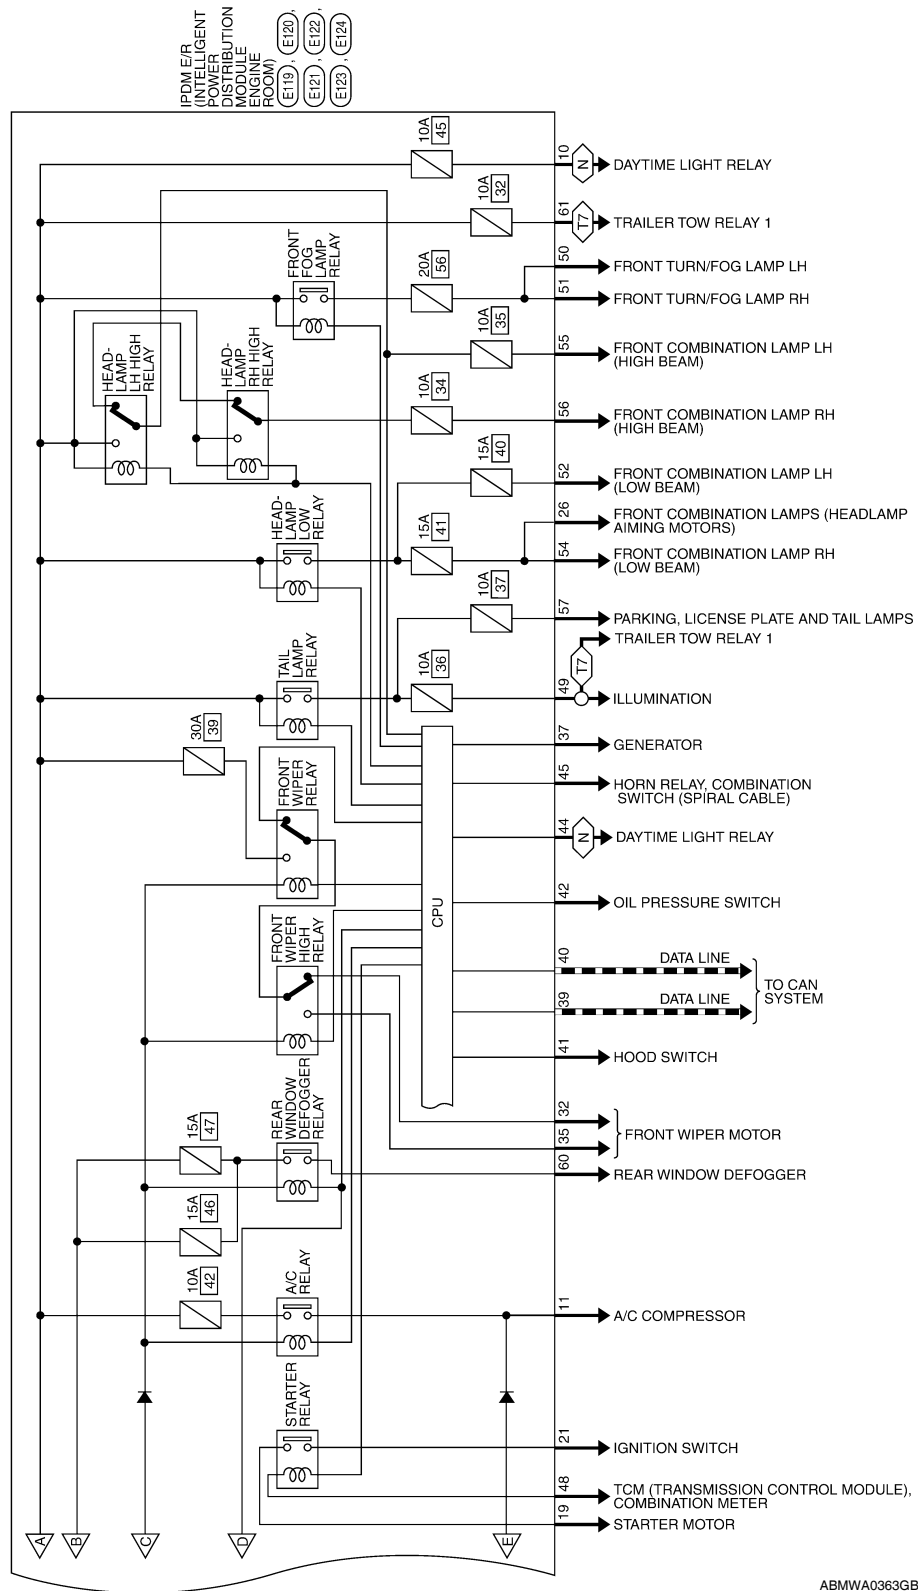 IPDM E/R
(INTELLIGENT
POWER
DISTRIBUTION
MODULE
ENGINE
ROOM)
E119, E120,
E121, E122,
E123, E124
10A
45
10
N
DAYTIME LIGHT RELAY
10A
32
61
T7
TRAILER TOW RELAY 1
FRONT
FOG
LAMP
RELAY
20A
56
50
FRONT TURN/FOG LAMP LH
51
FRONT TURN/FOG LAMP RH
10A
35
55
FRONT COMBINATION LAMP LH
(HIGH BEAM)
HEAD-
LAMP
LH HIGH
RELAY
HEAD-
LAMP
RH HIGH
RELAY
10A
34
56
FRONT COMBINATION LAMP RH
(HIGH BEAM)
15A
40
52
FRONT COMBINATION LAMP LH
(LOW BEAM)
HEAD-
LAMP
LOW
RELAY
15A
41
26
FRONT COMBINATION LAMPS (HEADLAMP
AIMING MOTORS)
54
FRONT COMBINATION LAMP RH
(LOW BEAM)
10A
37
57
PARKING, LICENSE PLATE AND TAIL LAMPS
TRAILER TOW RELAY 1
T7
TAIL
LAMP
RELAY
10A
36
49
ILLUMINATION
30A
39
37
GENERATOR
FRONT
WIPER
RELAY
45
HORN RELAY, COMBINATION
SWITCH (SPIRAL CABLE)
44
N
DAYTIME LIGHT RELAY
CPU
42
OIL PRESSURE SWITCH
FRONT
WIPER
HIGH
RELAY
40
DATA LINE
39
DATA LINE
TO CAN
SYSTEM
41
HOOD SWITCH
32
35
FRONT WIPER MOTOR
15A
47
REAR
WINDOW
DEFOGGER
RELAY
60
REAR WINDOW DEFOGGER
15A
46
10A
42
A/C
RELAY
11
A/C COMPRESSOR
STARTER
RELAY
21
IGNITION SWITCH
48
TCM (TRANSMISSION CONTROL MODULE),
COMBINATION METER
19
STARTER MOTOR
A
B
C
D
E
ABMWA0363GB